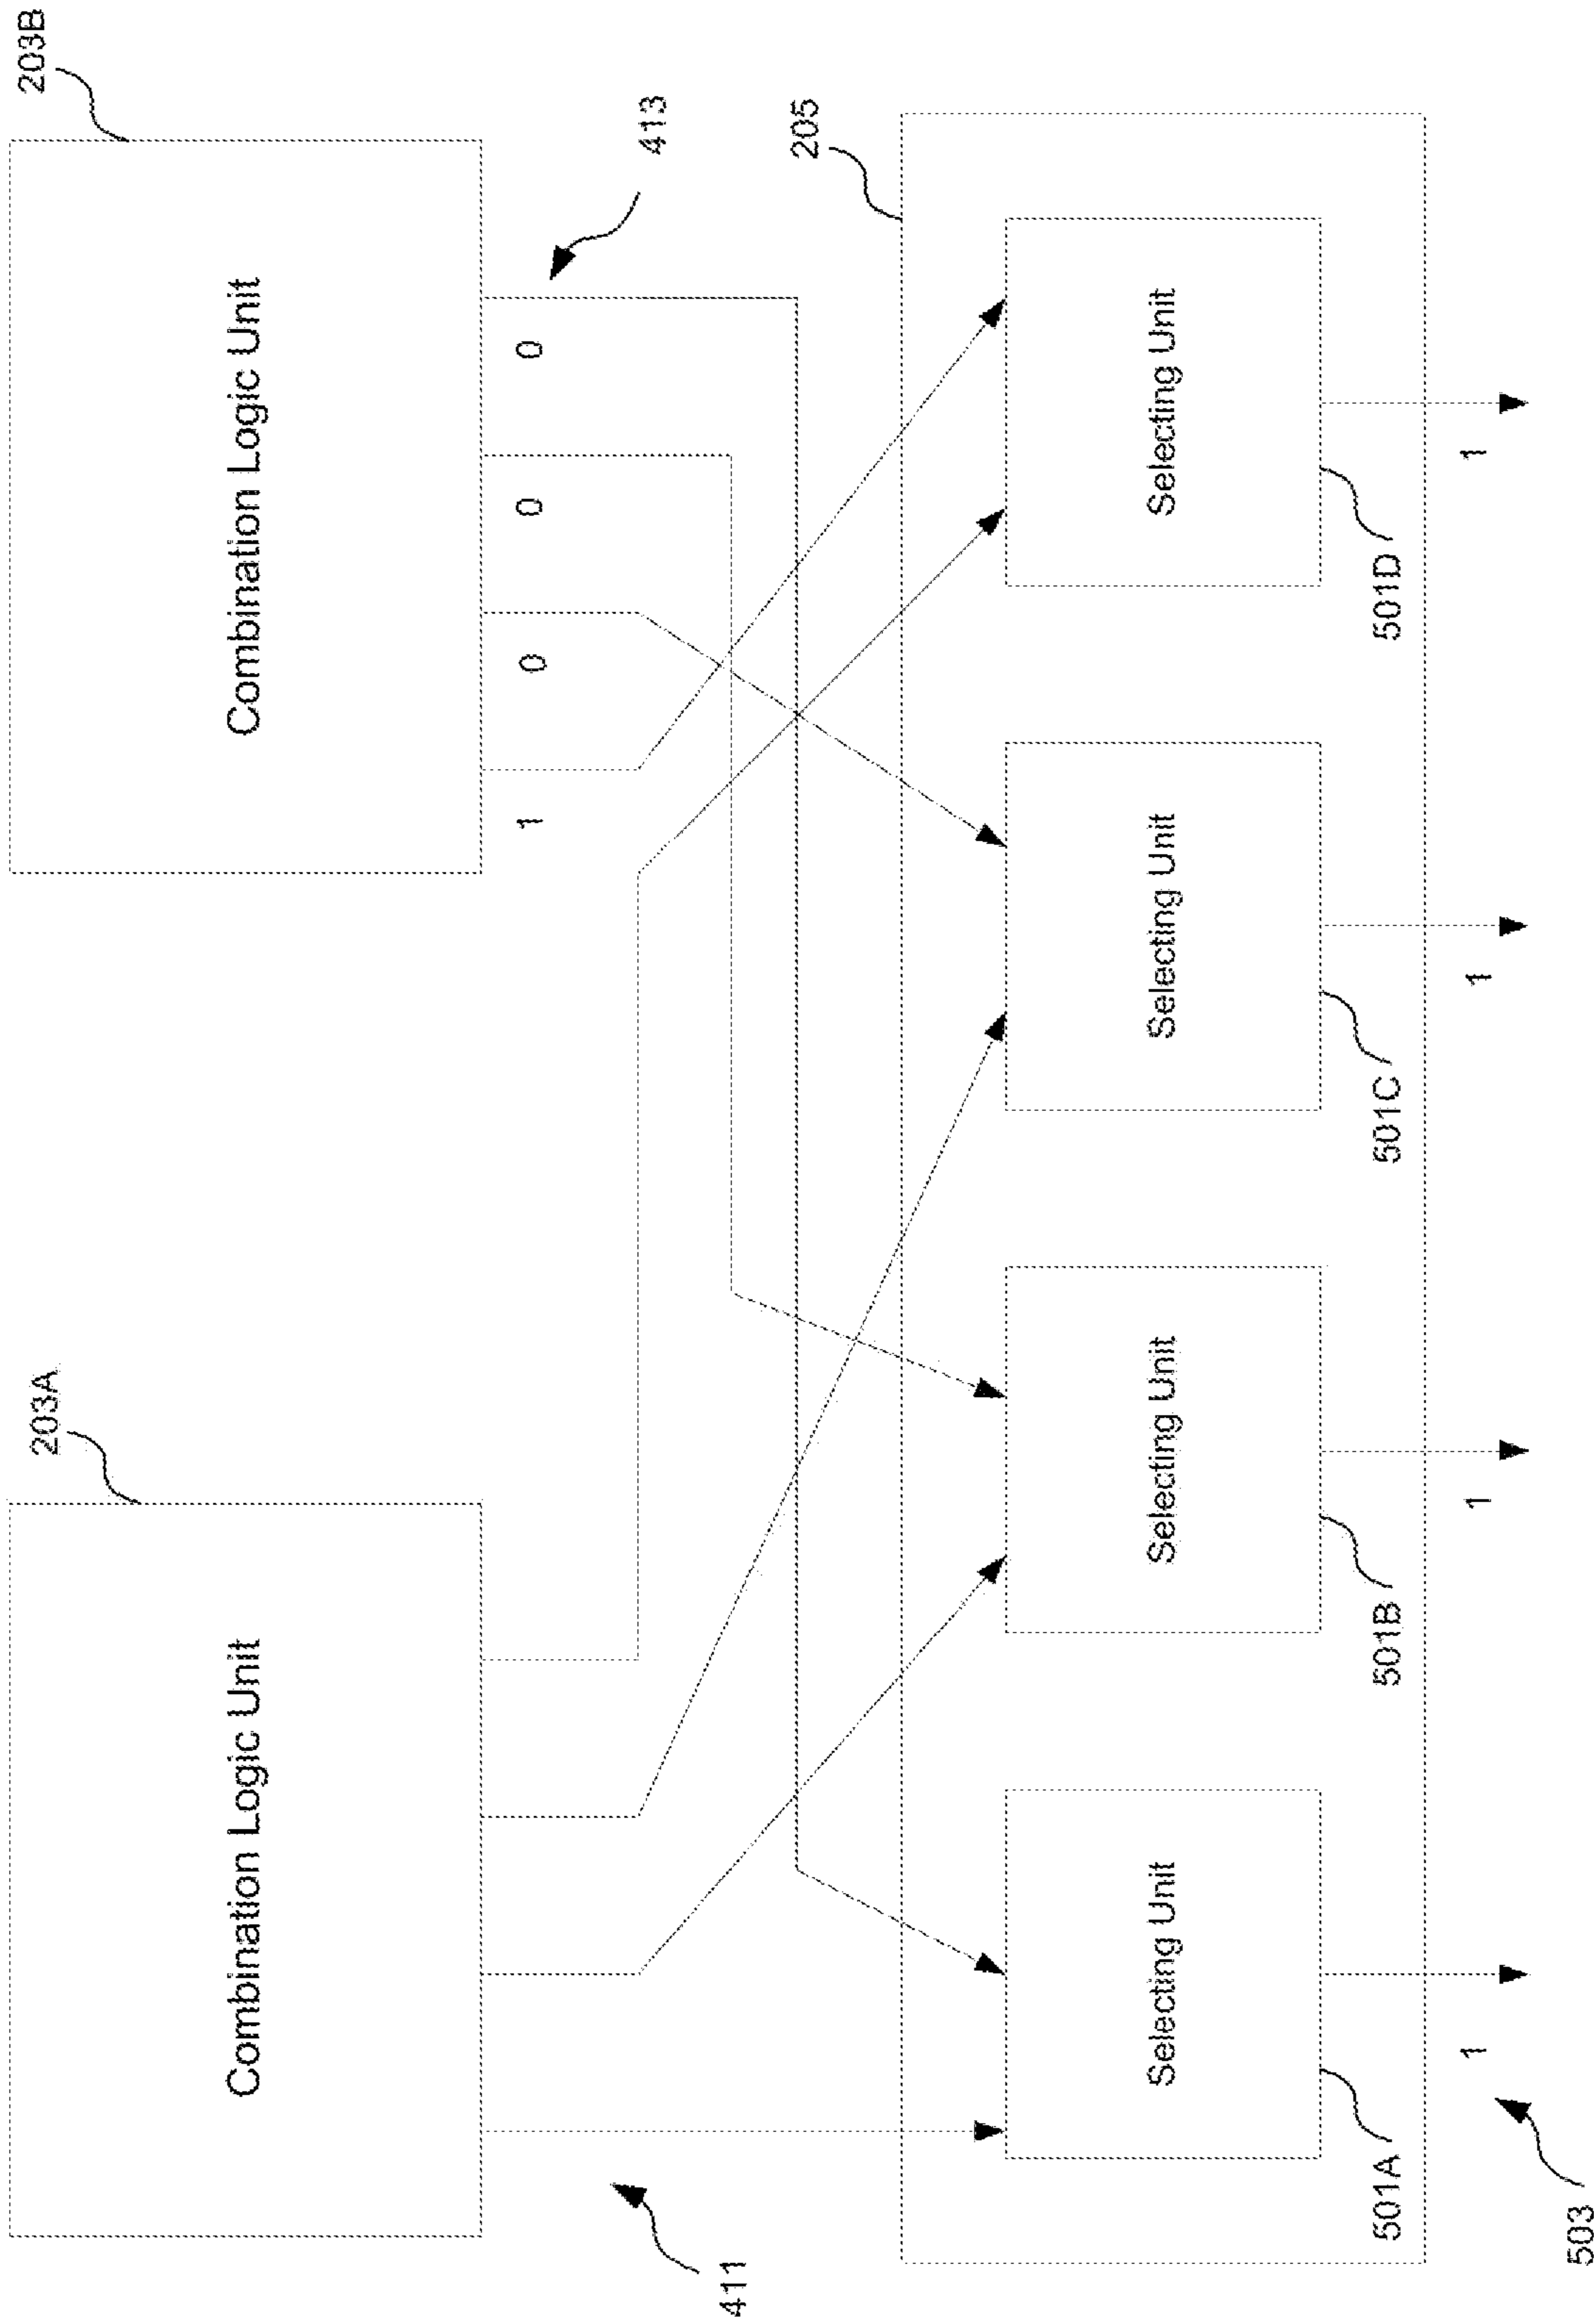 203A
203B
Combination Logic Unit
Combination Logic Unit
1
0
0
0
411
413
205
Selecting Unit
Selecting Unit
Selecting Unit
Selecting Unit
501A
501B
501C
501D
1
1
1
1
503